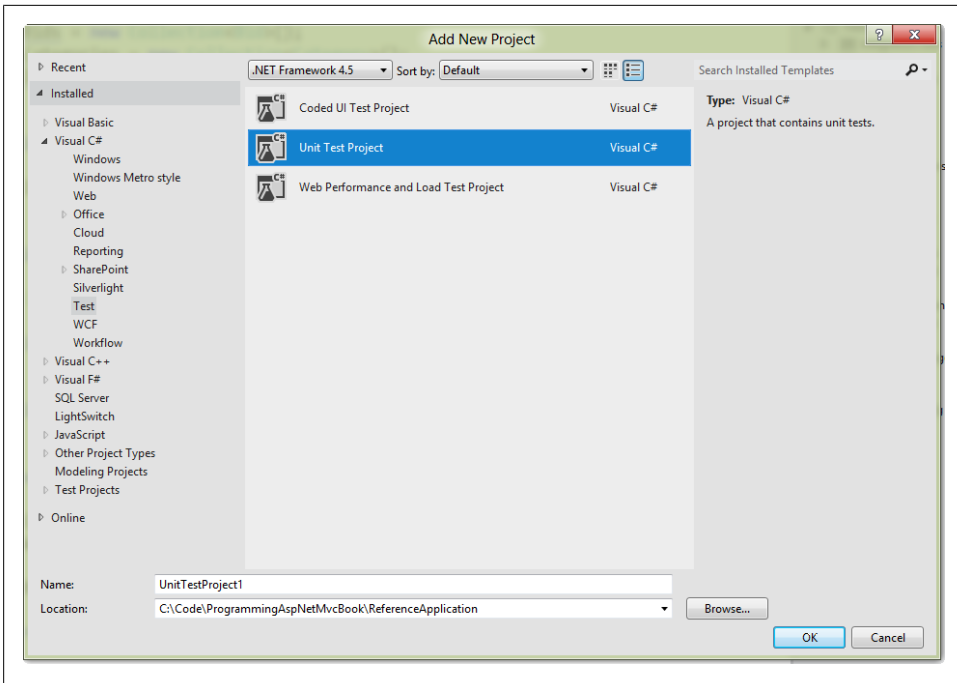 Add New Project
Recent
.NET Framework 4.5
Sort by: Default
Search Installed Templates
Installed
Visual Basic
Visual C#
Windows
Windows Metro style
Web
Office
Cloud
Reporting
SharePoint
Silverlight
Test
WCF
Workflow
Visual C++
Visual F#
SQL Server
LightSwitch
JavaScript
Other Project Types
Modeling Projects
Test Projects
Online
C# Coded UI Test Project Visual C#
C# Unit Test Project Visual C#
C# Web Performance and Load Test Project Visual C#
Type: Visual C#
A project that contains unit tests.
Name: UnitTestProject1
Location: C:\Code\ProgrammingAspNetMvcBook\ReferenceApplication
Browse...
OK
Cancel